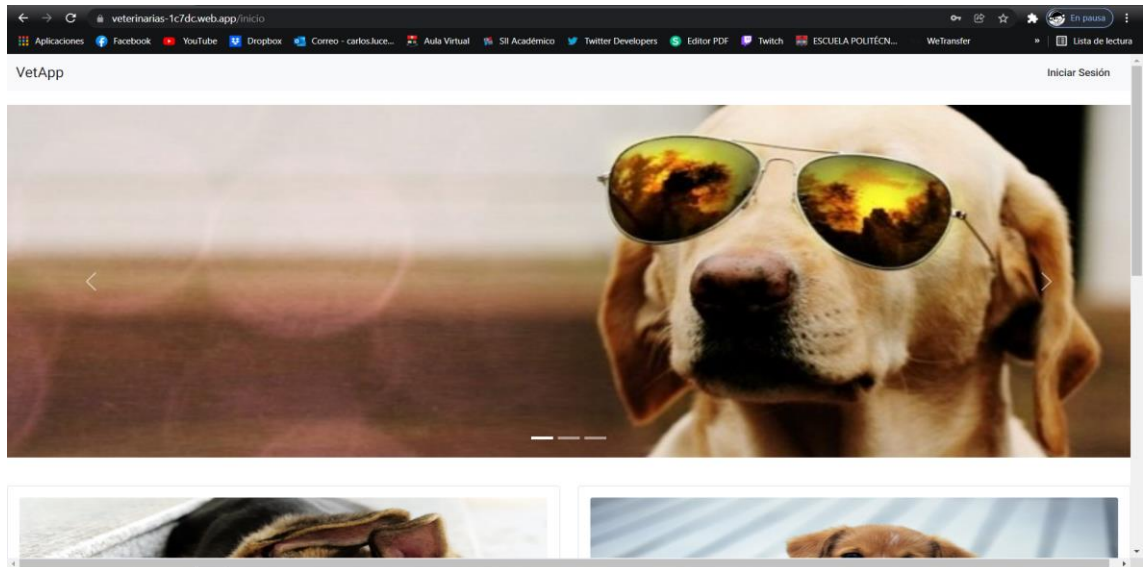 veterinarias-1c7dc.web.app/inicio En pausa
Aplicaciones Facebook YouTube Dropbox Correo - carlos.luce... Aula Virtual SII Académico Twitter Developers Editor PDF Twitch ESCUELA POLITÉCN... WeTransfer » Lista de lectura
VetApp Iniciar Sesión